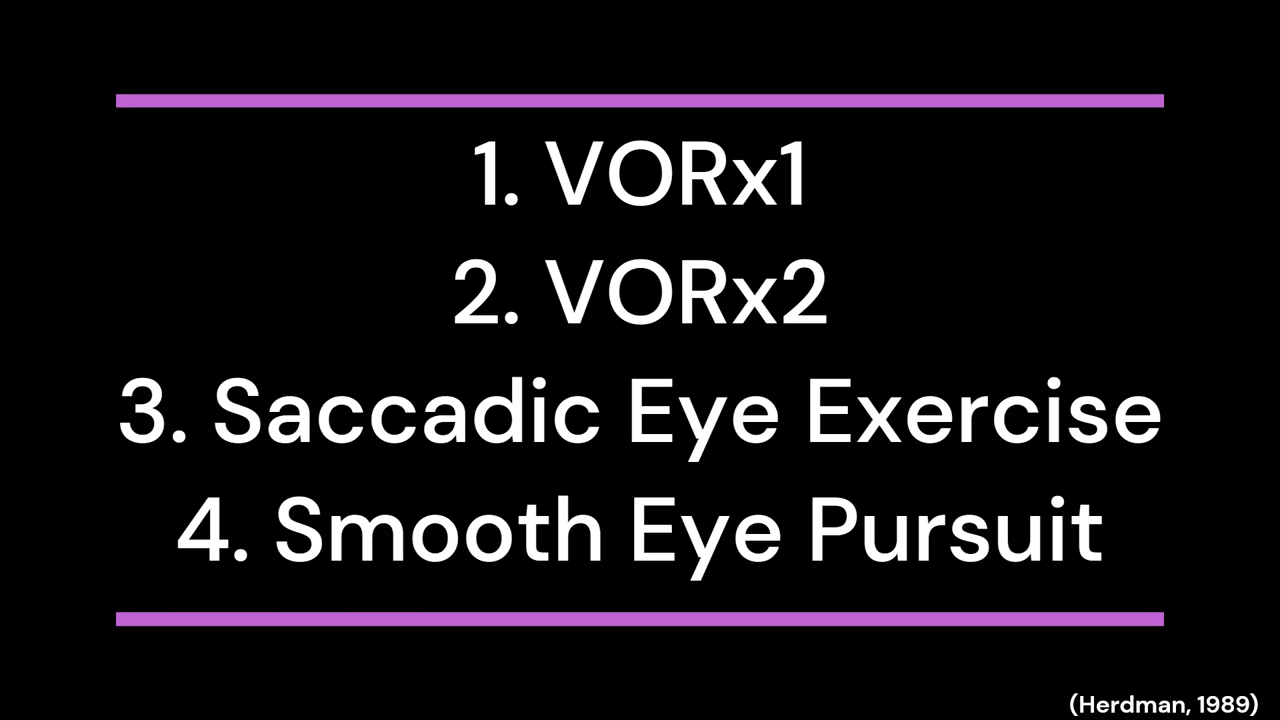 1. VORx1
2. VORx2
3. Saccadic Eye Exercise
4. Smooth Eye Pursuit
(Herdman, 1989)